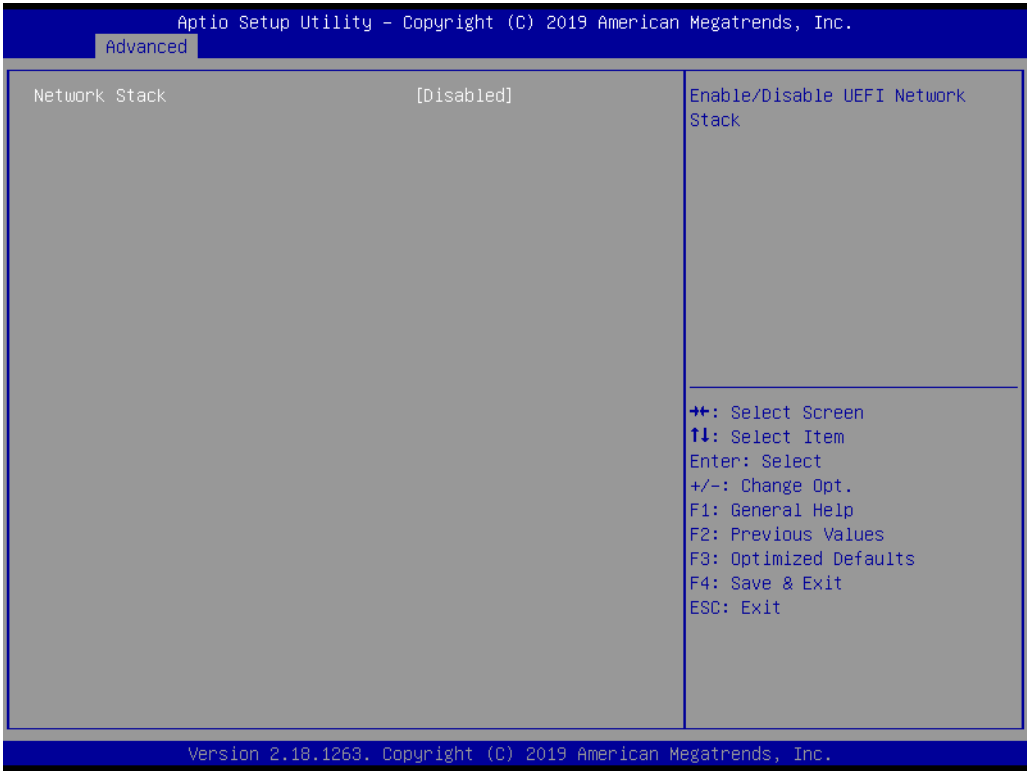 Aptio Setup Utility – Copyright (C) 2019 American Megatrends, Inc.
Advanced
Network Stack [Disabled]
Enable/Disable UEFI Network
Stack
→←: Select Screen
↑↓: Select Item
Enter: Select
+/-: Change Opt.
F1: General Help
F2: Previous Values
F3: Optimized Defaults
F4: Save & Exit
ESC: Exit
Version 2.18.1263. Copyright (C) 2019 American Megatrends, Inc.